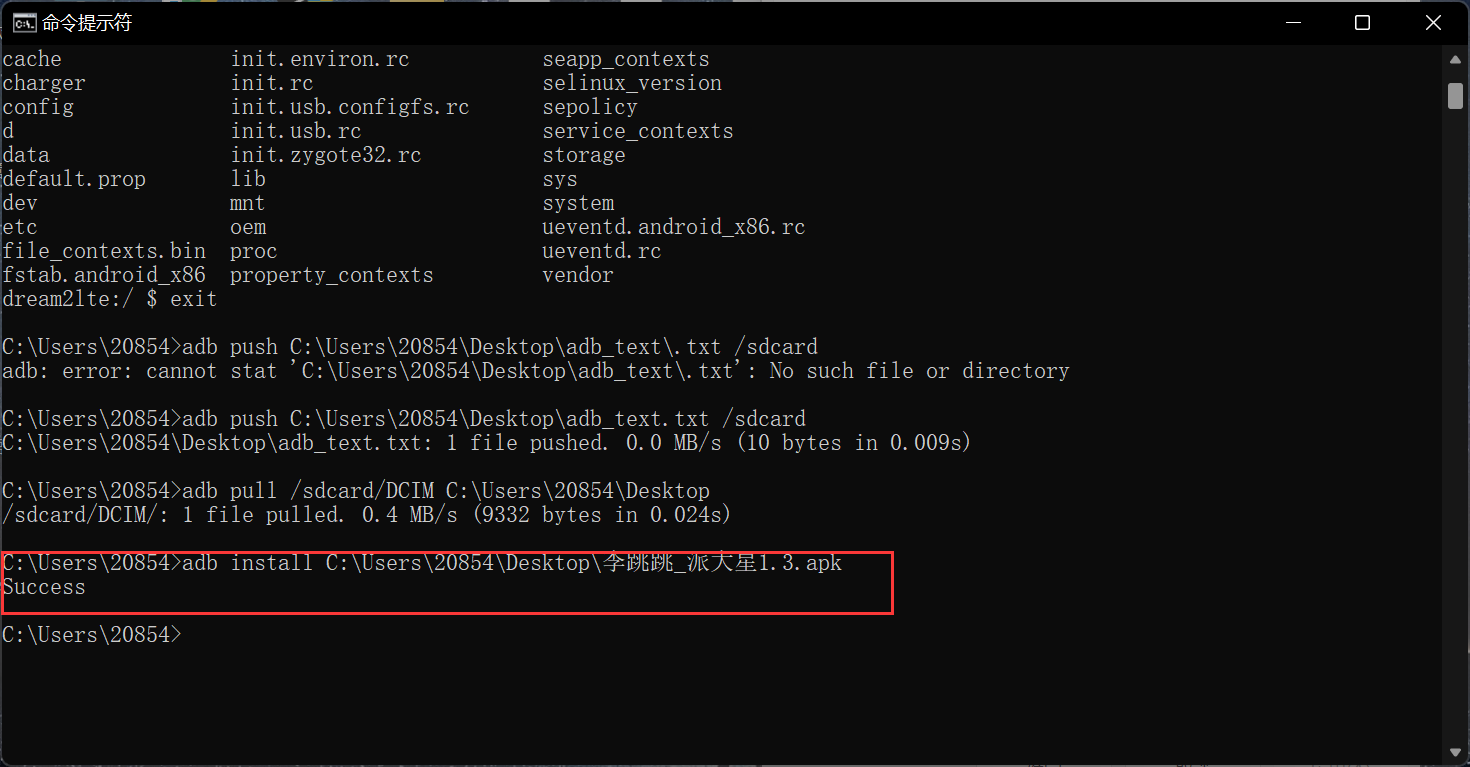 命令提示符
cache init.environ.rc seapp_contexts
charger init.rc selinux_version
config init.usb.configfs.rc sepolicy
d init.usb.rc service_contexts
data init.zygote32.rc storage
default.prop lib sys
dev mnt system
etc oem ueventd.android_x86.rc
file_contexts.bin proc ueventd.rc
fstab.android_x86 property_contexts vendor
dream2lte:/ $ exit
C:\Users\20854>adb push C:\Users\20854\Desktop\adb_text\.txt /sdcard
adb: error: cannot stat 'C:\Users\20854\Desktop\adb_text\.txt': No such file or directory
C:\Users\20854>adb push C:\Users\20854\Desktop\adb_text.txt /sdcard
C:\Users\20854\Desktop\adb_text.txt: 1 file pushed. 0.0 MB/s (10 bytes in 0.009s)
C:\Users\20854>adb pull /sdcard/DCIM C:\Users\20854\Desktop
/sdcard/DCIM/: 1 file pulled. 0.4 MB/s (9332 bytes in 0.024s)
C:\Users\20854>adb install C:\Users\20854\Desktop\李跳跳_派大星1.3.apk
Success
C:\Users\20854>